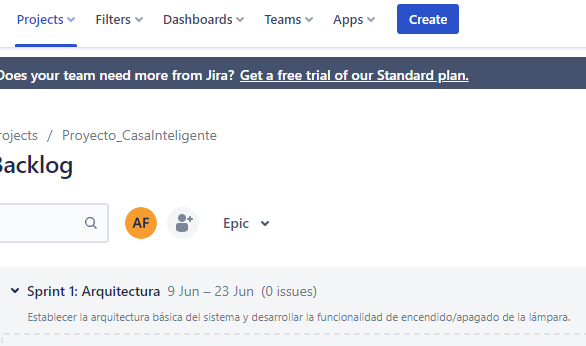 Projects Filters Dashboards Teams Apps Create
Does your team need more from Jira? Get a free trial of our Standard plan.
rojects / Proyecto_CasaInteligente
Backlog
AF Epic
Sprint 1: Arquitectura 9 Jun – 23 Jun (0 issues)
Establecer la arquitectura básica del sistema y desarrollar la funcionalidad de encendido/apagado de la lámpara.